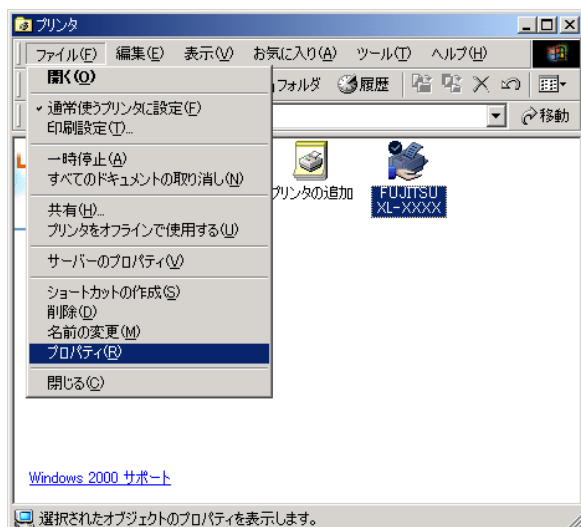 プリンタ
ファイル(F) 編集(E) 表示(V) お気に入り(A) ツール(T) ヘルプ(H)
開く(O)
フォルダ 履歴
通常使うプリンタに設定(F)
印刷設定(T)...
移動
一時停止(A)
すべてのドキュメントの取り消し(N)
共有(H)...
プリンタをオフラインで使用する(U)
サーバーのプロパティ(V)
ショートカットの作成(S)
削除(D)
名前の変更(M)
プロパティ(R)
閉じる(C)
プリンタの追加
FUJITSU
XL-XXXX
Windows 2000 サポート
選択されたオブジェクトのプロパティを表示します。